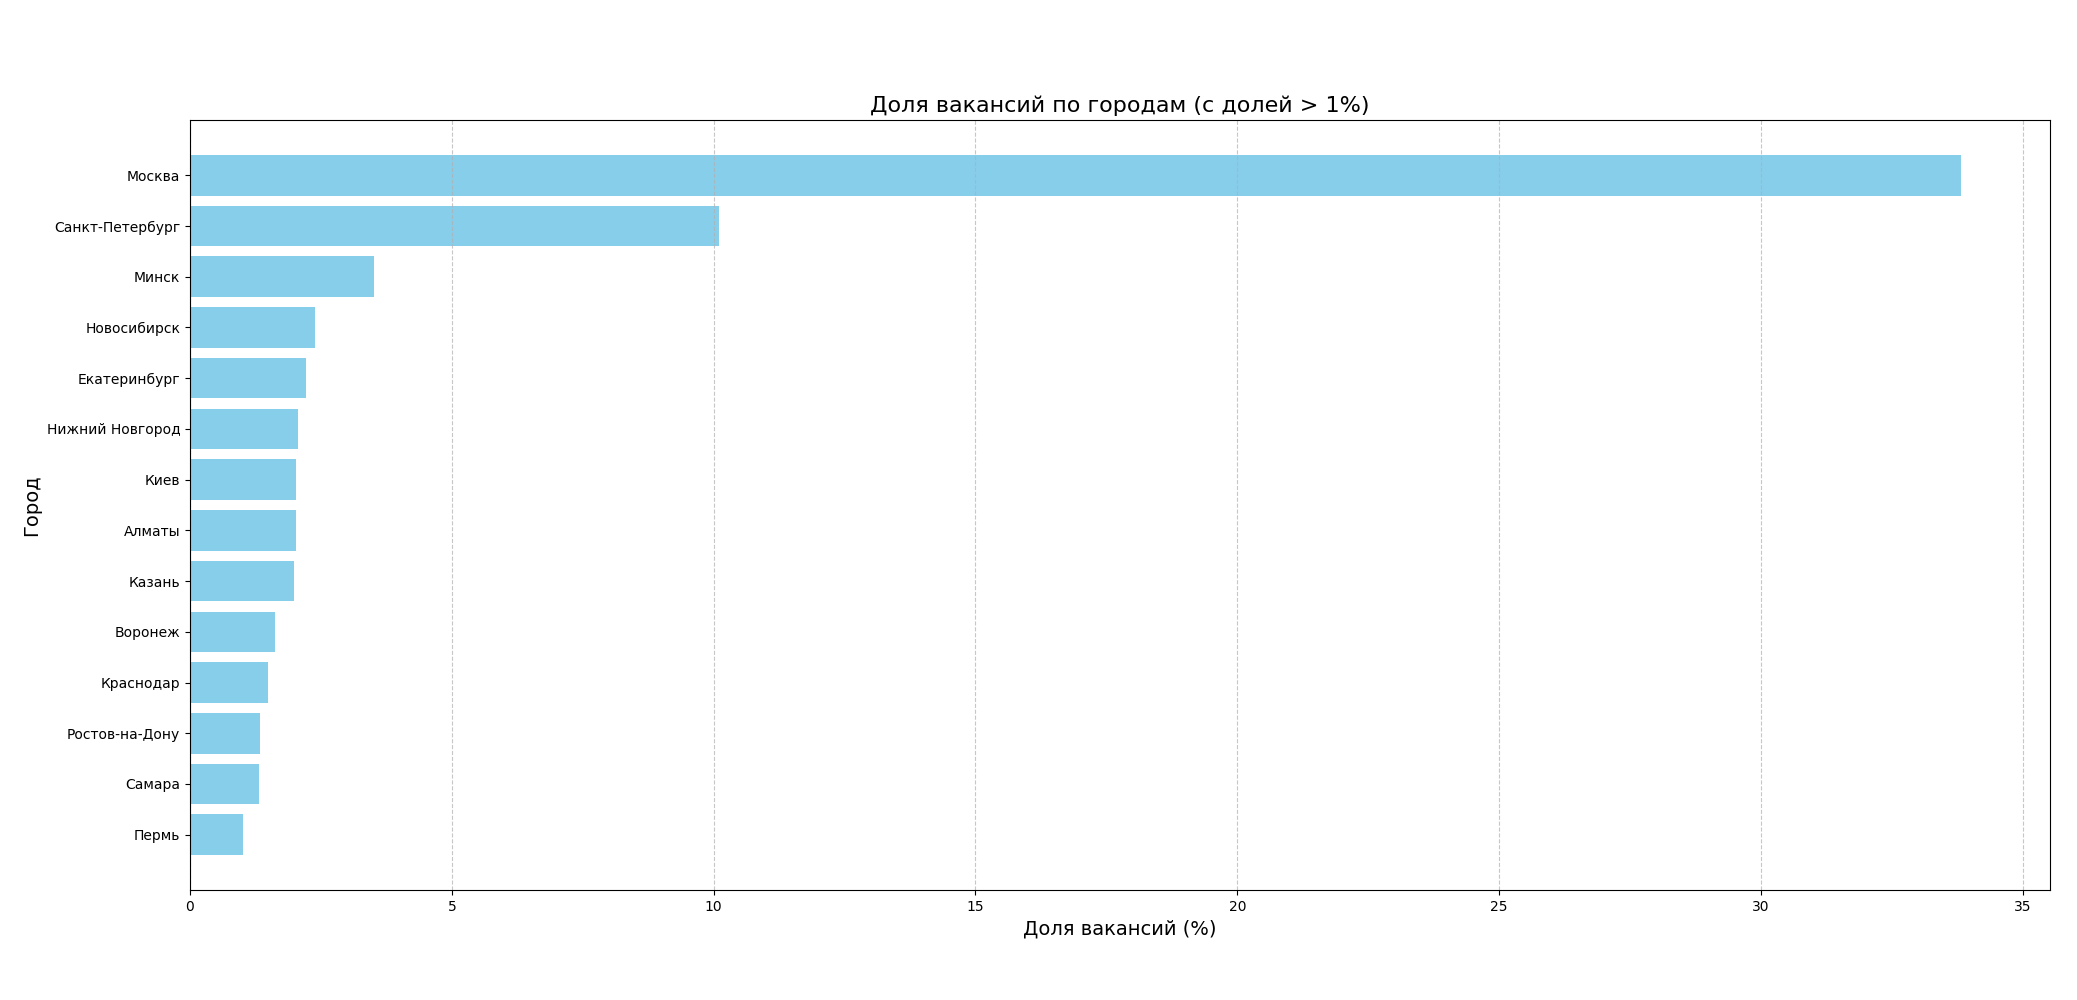 Доля вакансий по городам (с долей > 1%)
Москва
Санкт-Петербург
Минск
Новосибирск
Екатеринбург
Нижний Новгород
Киев
Алматы
Казань
Воронеж
Краснодар
Ростов-на-Дону
Самара
Пермь
Город
0 5 10 15 20 25 30 35
Доля вакансий (%)